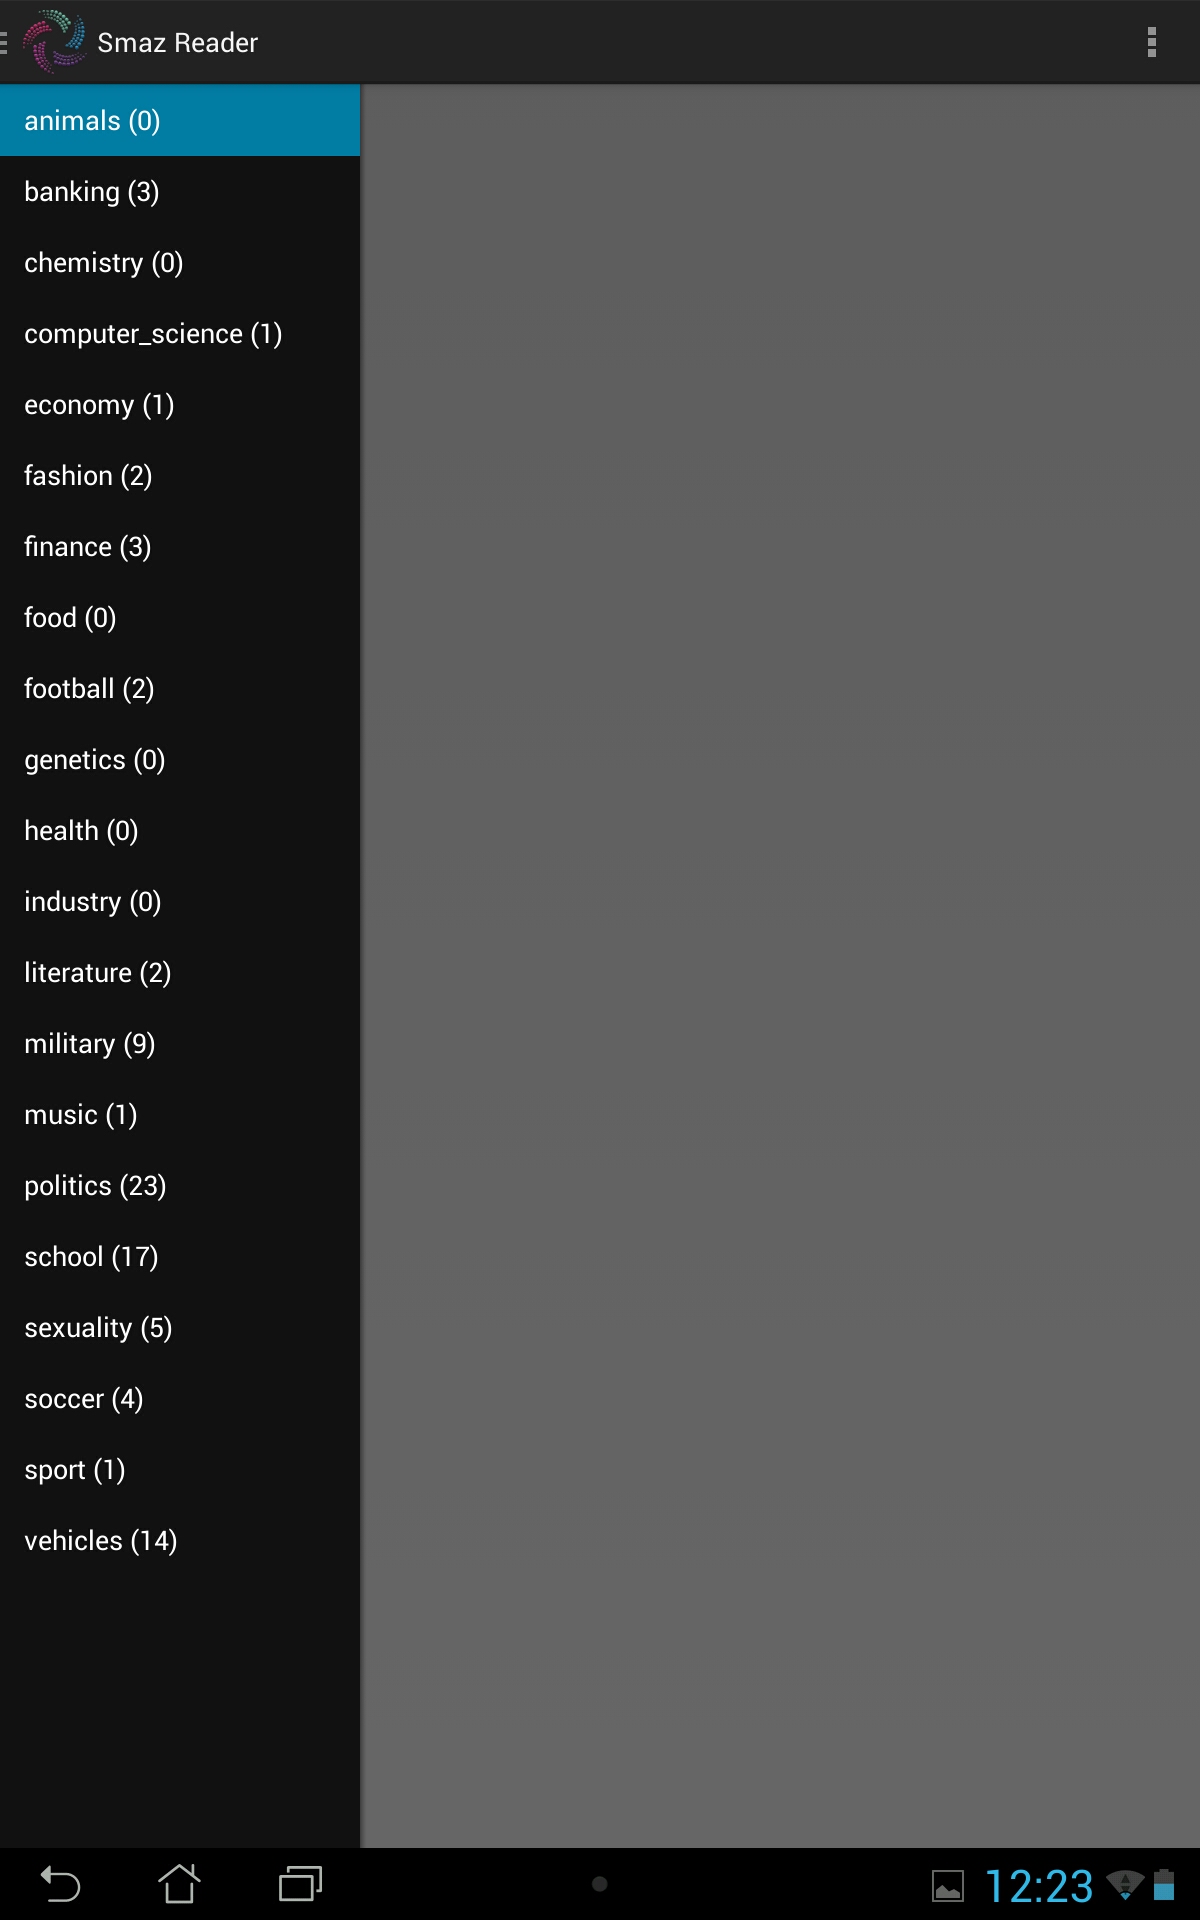 Smaz Reader
animals (0)
banking (3)
chemistry (0)
computer_science (1)
economy (1)
fashion (2)
finance (3)
food (0)
football (2)
genetics (0)
health (0)
industry (0)
literature (2)
military (9)
music (1)
politics (23)
school (17)
sexuality (5)
soccer (4)
sport (1)
vehicles (14)
12:23